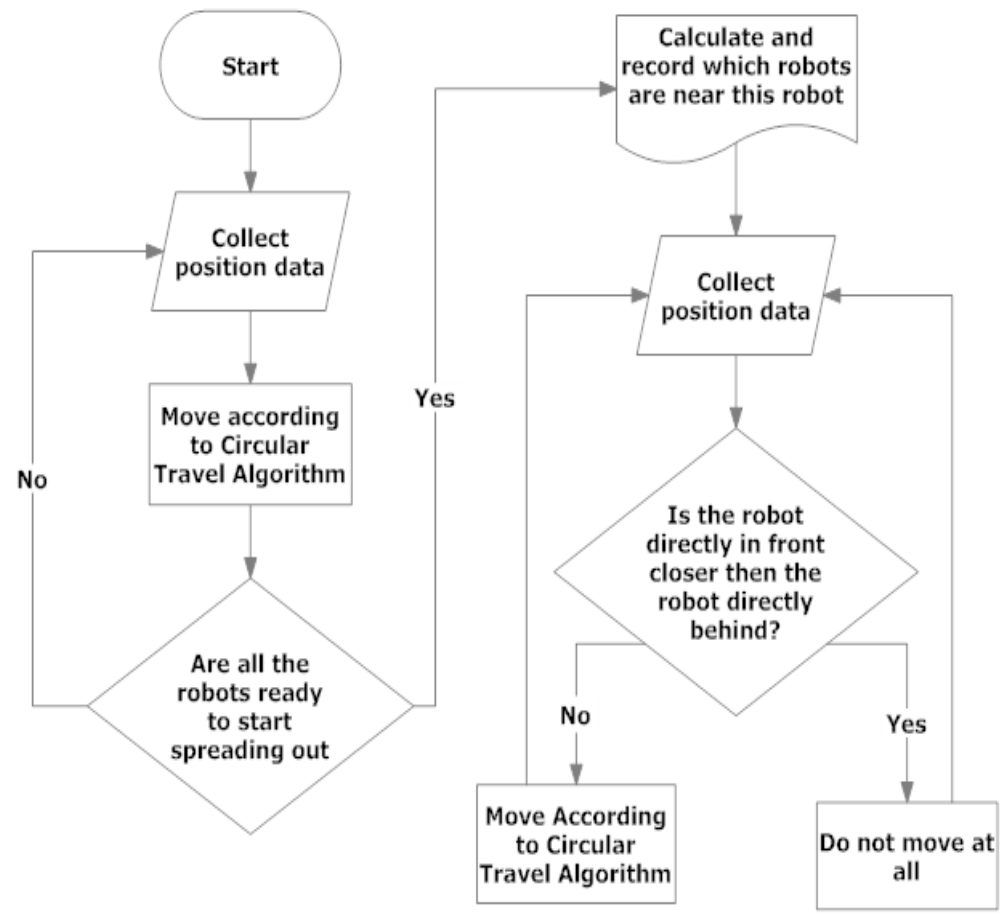 Start
Collect
position data
Move according
to Circular
Travel Algorithm
No
Are all the
robots ready
to start
spreading out
Yes
Calculate and
record which robots
are near this robot
Collect
position data
Is the robot
directly in front
closer then the
robot directly
behind?
No
Yes
Move According
to Circular
Travel Algorithm
Do not move at
all